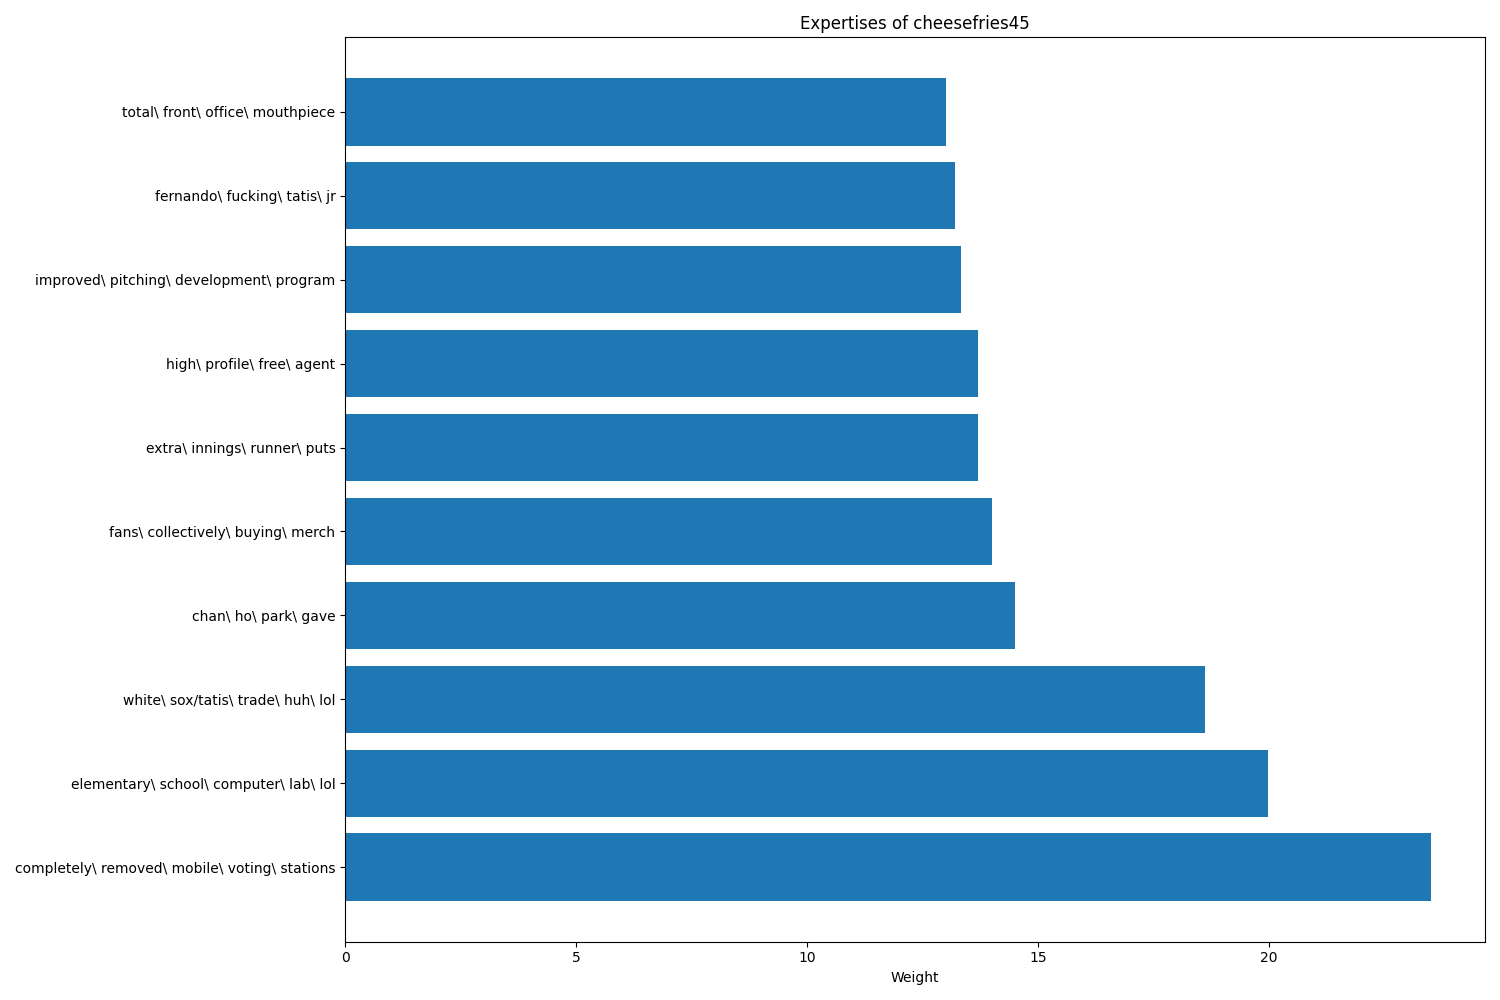 Expertises of cheesefries45
total\ front\ office\ mouthpiece
fernando\ fucking\ tatis\ jr
improved\ pitching\ development\ program
high\ profile\ free\ agent
extra\ innings\ runner\ puts
fans\ collectively\ buying\ merch
chan\ ho\ park\ gave
white\ sox/tatis\ trade\ huh\ lol
elementary\ school\ computer\ lab\ lol
completely\ removed\ mobile\ voting\ stations
0 5 10 15 20
Weight